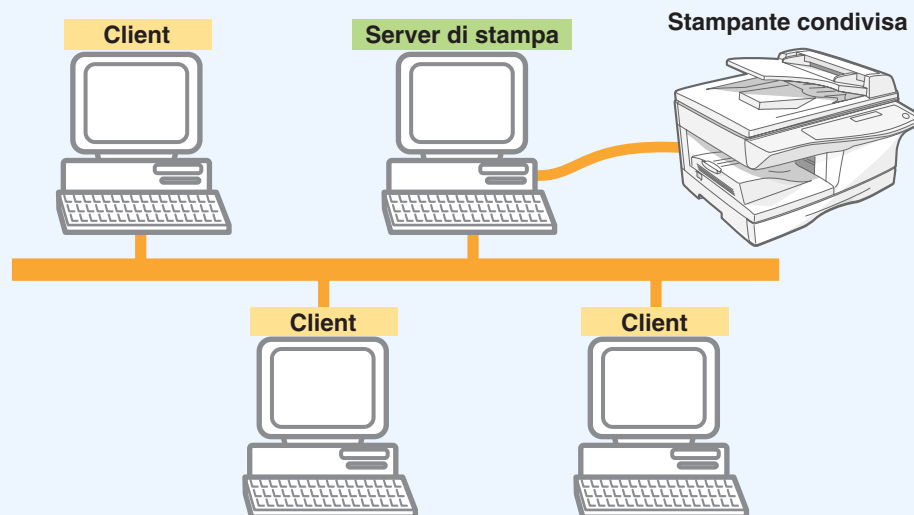 Client
Server di stampa
Stampante condivisa
Client
Client